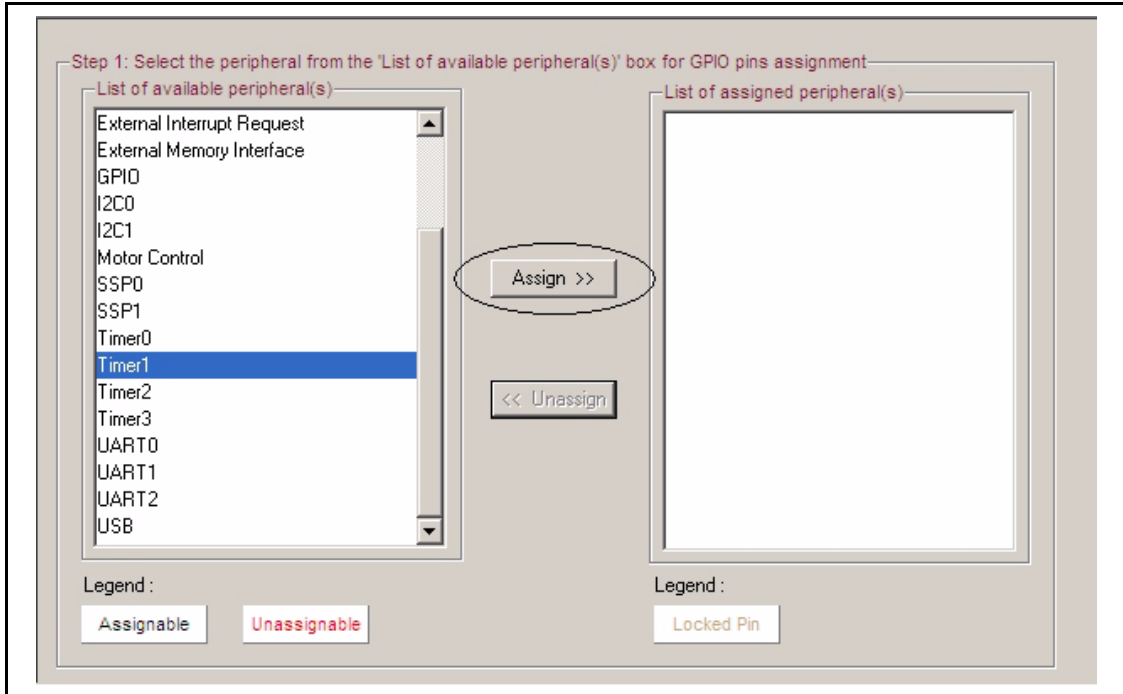 Step 1: Select the peripheral from the 'List of available peripheral(s)' box for GPIO pins assignment
List of available peripheral(s)
External Interrupt Request
External Memory Interface
GPIO
I2C0
I2C1
Motor Control
SSP0
SSP1
Timer0
Timer1
Timer2
Timer3
UART0
UART1
UART2
USB
Assign >>
<< Unassign
List of assigned peripheral(s)
Legend :
Assignable
Unassignable
Legend :
Locked Pin